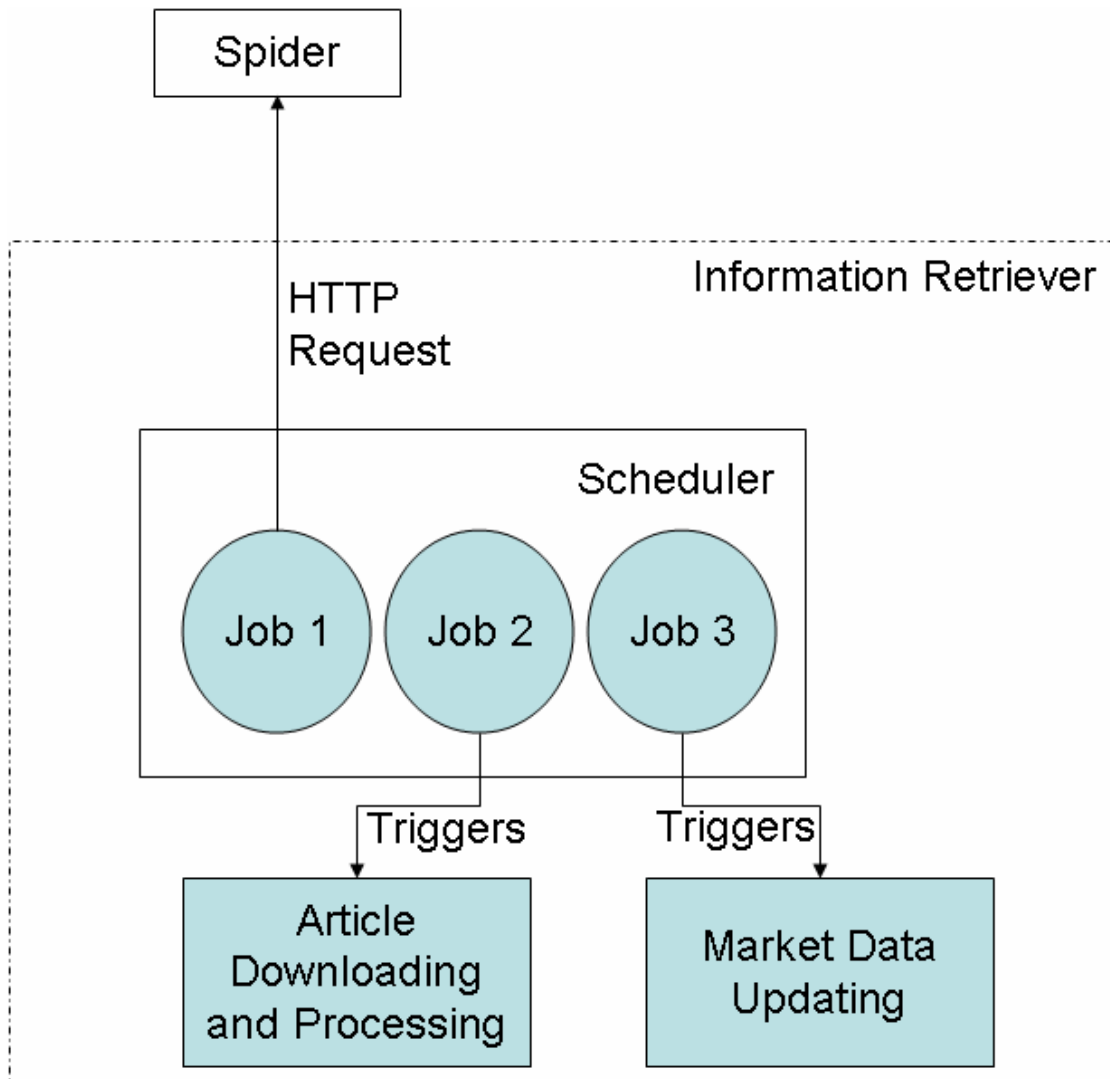 Spider
Information Retriever
HTTP
Request
Scheduler
Job 1
Job 2
Job 3
Triggers
Triggers
Article
Downloading
and Processing
Market Data
Updating